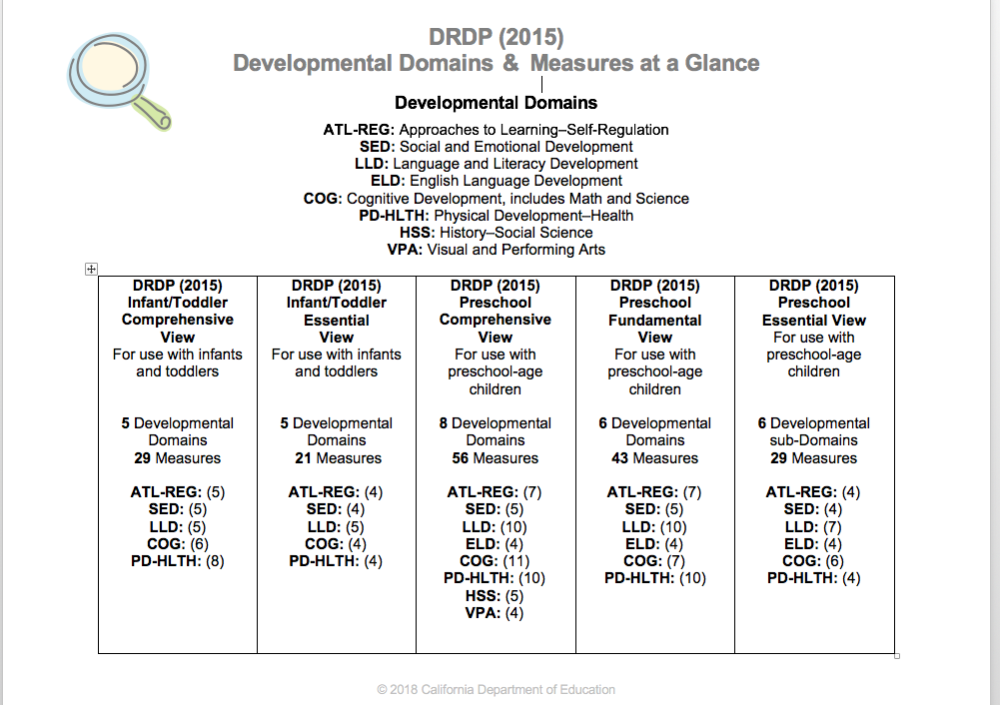 DRDP (2015)
Developmental Domains & Measures at a Glance
Developmental Domains
ATL-REG: Approaches to Learning–Self-Regulation
SED: Social and Emotional Development
LLD: Language and Literacy Development
ELD: English Language Development
COG: Cognitive Development, includes Math and Science
PD-HLTH: Physical Development–Health
HSS: History–Social Science
VPA: Visual and Performing Arts
DRDP (2015)
Infant/Toddler
Comprehensive
View
For use with infants
and toddlers
5 Developmental
Domains
29 Measures
ATL-REG: (5)
SED: (5)
LLD: (5)
COG: (6)
PD-HLTH: (8)
DRDP (2015)
Infant/Toddler
Essential
View
For use with infants
and toddlers
5 Developmental
Domains
21 Measures
ATL-REG: (4)
SED: (4)
LLD: (5)
COG: (4)
PD-HLTH: (4)
DRDP (2015)
Preschool
Comprehensive
View
For use with
preschool-age
children
8 Developmental
Domains
56 Measures
ATL-REG: (7)
SED: (5)
LLD: (10)
ELD: (4)
COG: (11)
PD-HLTH: (10)
HSS: (5)
VPA: (4)
DRDP (2015)
Preschool
Fundamental
View
For use with
preschool-age
children
6 Developmental
Domains
43 Measures
ATL-REG: (7)
SED: (5)
LLD: (10)
ELD: (4)
COG: (7)
PD-HLTH: (10)
DRDP (2015)
Preschool
Essential View
For use with
preschool-age
children
6 Developmental
sub-Domains
29 Measures
ATL-REG: (4)
SED: (4)
LLD: (7)
ELD: (4)
COG: (6)
PD-HLTH: (4)
© 2018 California Department of Education